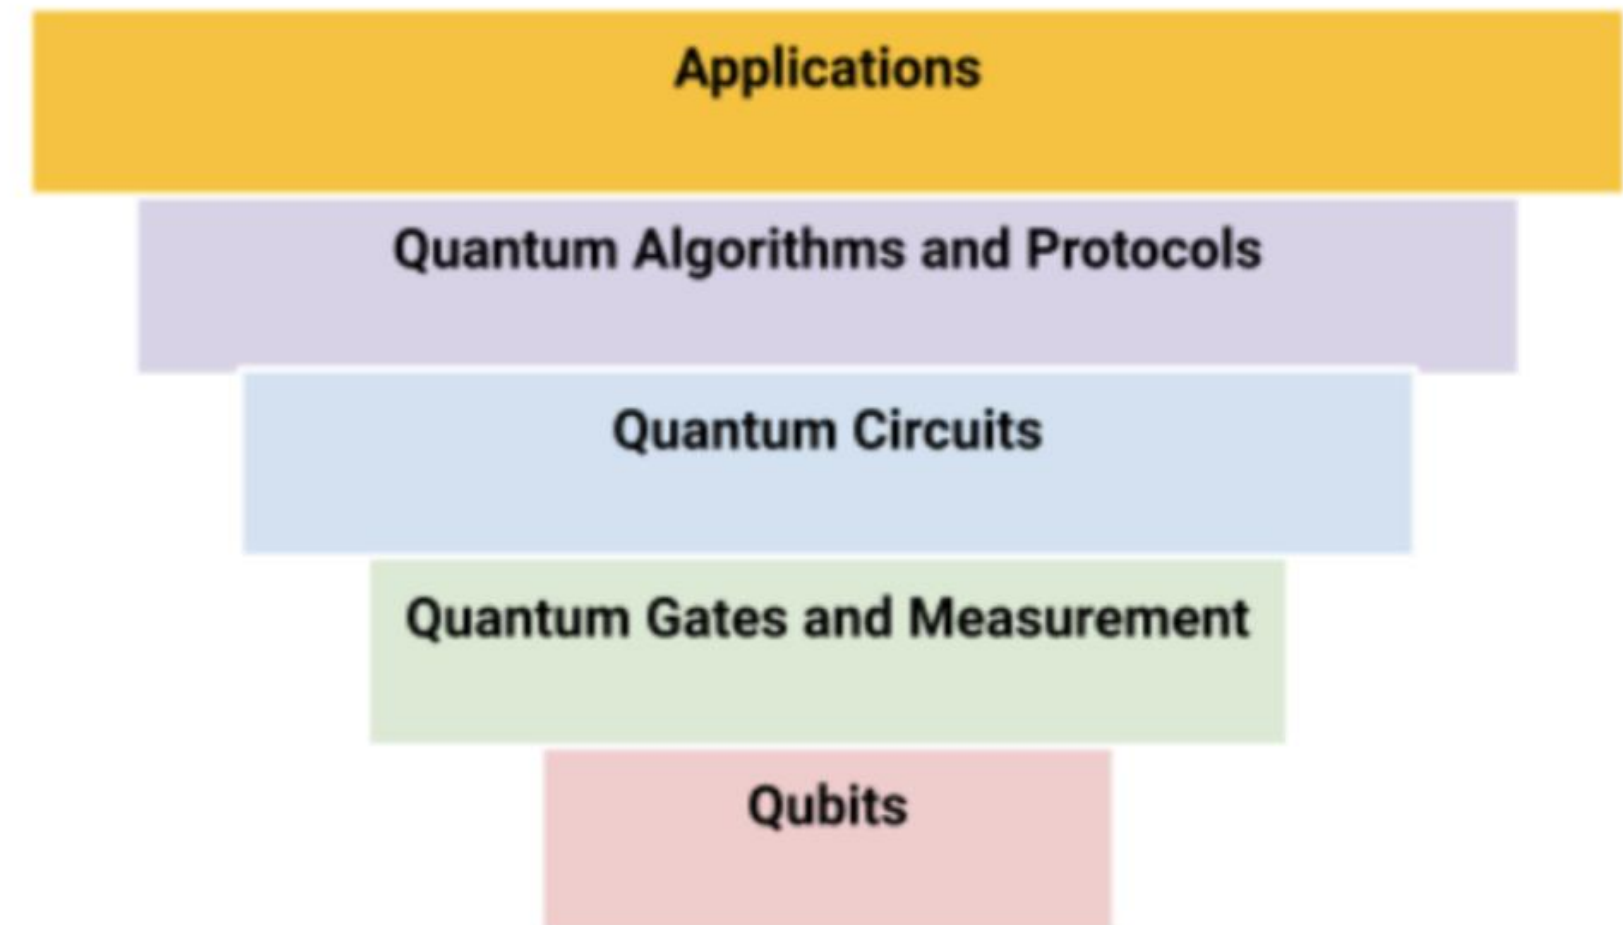 Applications
Quantum Algorithms and Protocols
Quantum Circuits
Quantum Gates and Measurement
Qubits